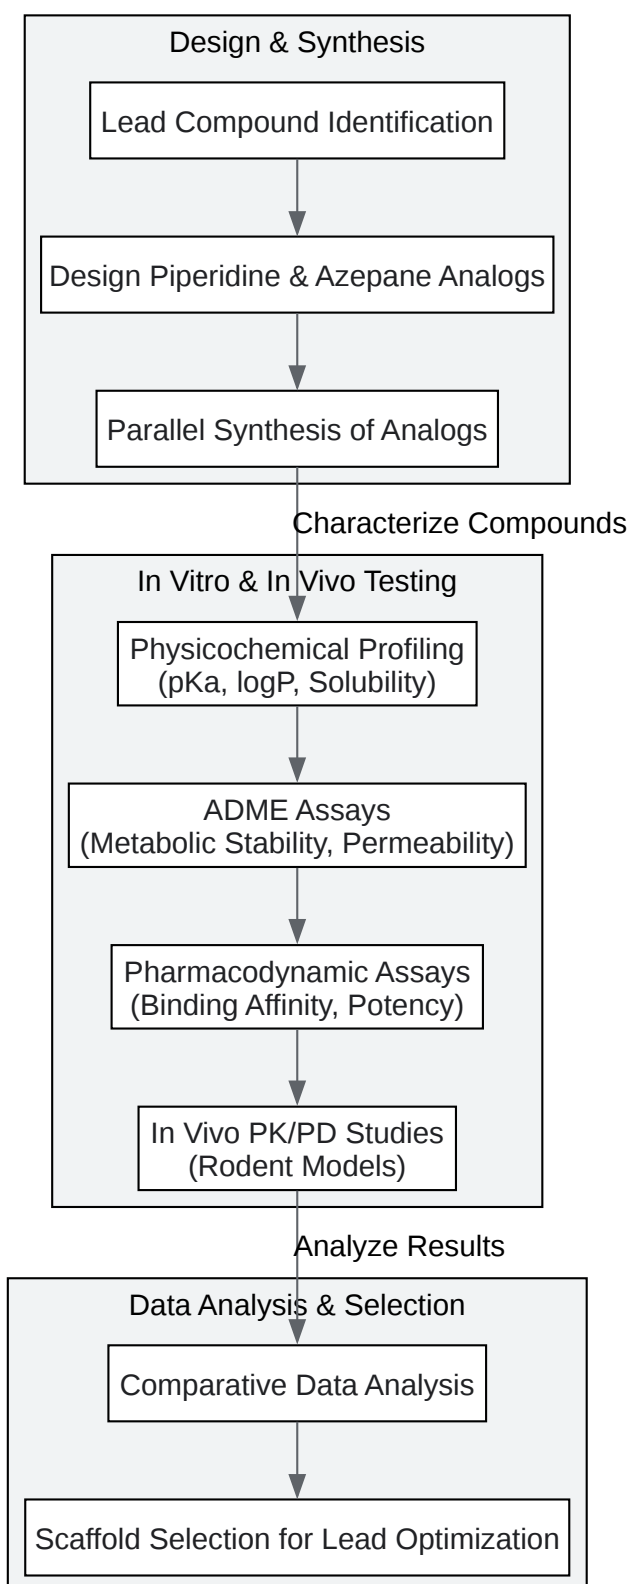 Design & Synthesis
Lead Compound Identification
Design Piperidine & Azepane Analogs
Parallel Synthesis of Analogs
Characterize Compounds
In Vitro & In Vivo Testing
Physicochemical Profiling
(pKa, logP, Solubility)
ADME Assays
(Metabolic Stability, Permeability)
Pharmacodynamic Assays
(Binding Affinity, Potency)
In Vivo PK/PD Studies
(Rodent Models)
Analyze Results
Data Analysis & Selection
Comparative Data Analysis
Scaffold Selection for Lead Optimization